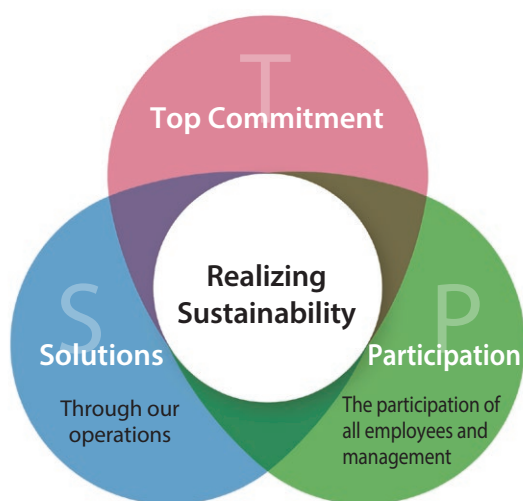 T
Top Commitment
Realizing
Sustainability
S
Solutions
Through our
operations
P
Participation
The participation of
all employees and
management